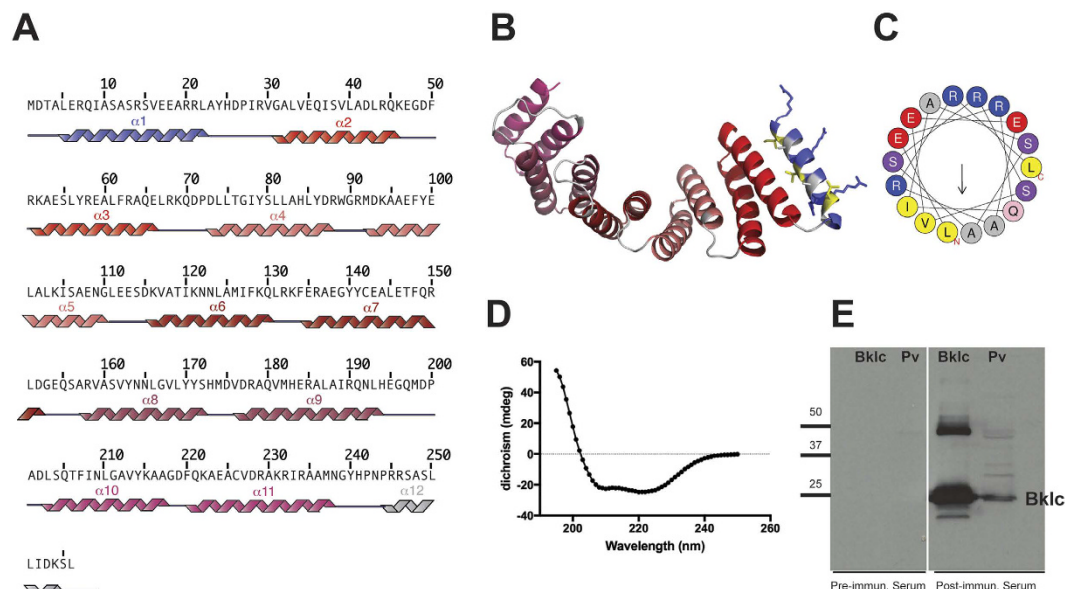 A
10 20 30 40 50
MDTALERQIASASRSVEEARRLAYHDPIRVGALVEQISVLADLRQKEGDF
α1 α2
60 70 80 90 100
RKAESLYREALFRAQELRKQDPDLLTGIYSLLAHLYDRWGRMDKAAEFYE
α3 α4
110 120 130 140 150
LALKISAENGLEESDKVATIKNNLAMIFKQLRKFERAEGYYCEALETFQR
α5 α6 α7
160 170 180 190 200
LDGEQSARVASVYNNLGVLYYSHMDVDRAQVMHERALAIRQNLHEGQMDP
α8 α9
210 220 230 240 250
ADLSQTFINLGAVYKAAGDFQKAEACVDRAKRIRAAMNGYHPNPRRSASL
α10 α11 α12
LIDKSL
B
C
A R R R E S L C S Q A A L N V I R S E E
D
dichroism (mdeg)
60
40
20
0
-20
-40
200 220 240 260
Wavelength (nm)
E
Bklc Pv Bklc Pv
50
37
25
Bklc
Pre-immun. Serum Post-immun. Serum